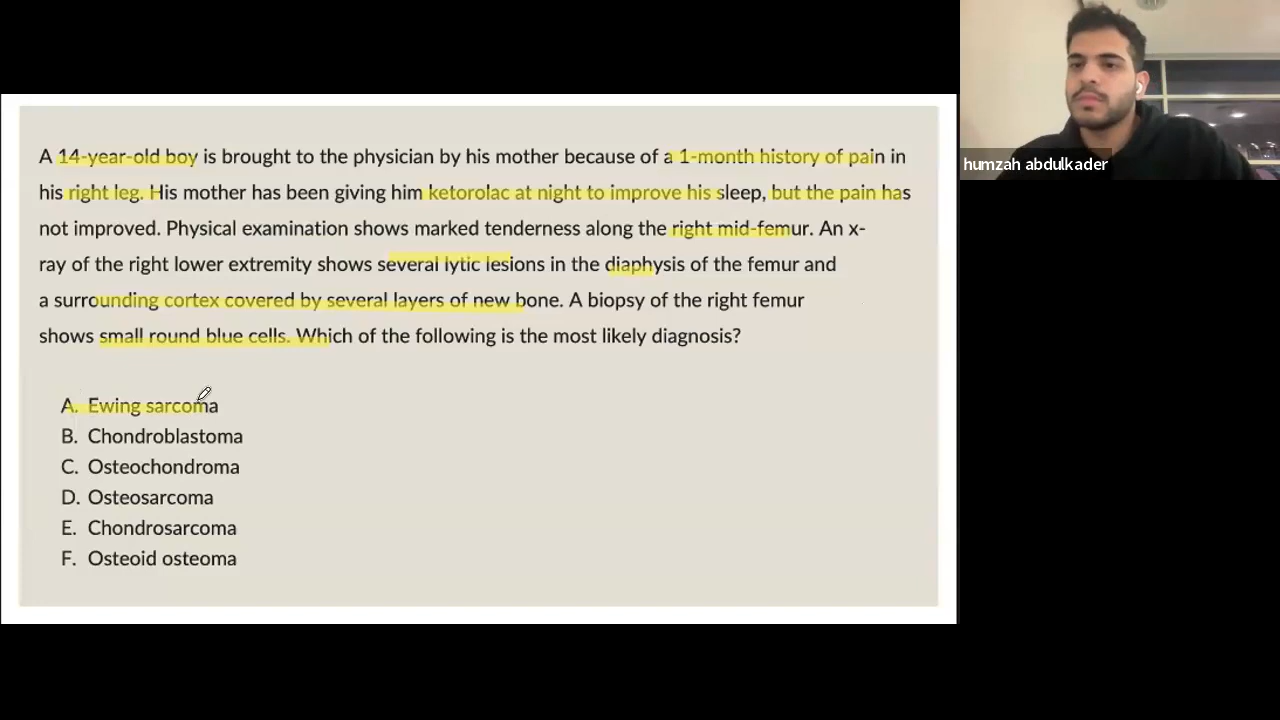 A 14-year-old boy is brought to the physician by his mother because of a 1-month history of pain in
his right leg. His mother has been giving him ketorolac at night to improve his sleep, but the pain has
not improved. Physical examination shows marked tenderness along the right mid-femur. An x-
ray of the right lower extremity shows several lytic lesions in the diaphysis of the femur and
a surrounding cortex covered by several layers of new bone. A biopsy of the right femur
shows small round blue cells. Which of the following is the most likely diagnosis?
A. Ewing sarcoma
B. Chondroblastoma
C. Osteochondroma
D. Osteosarcoma
E. Chondrosarcoma
F. Osteoid osteoma
humzah abdulkader